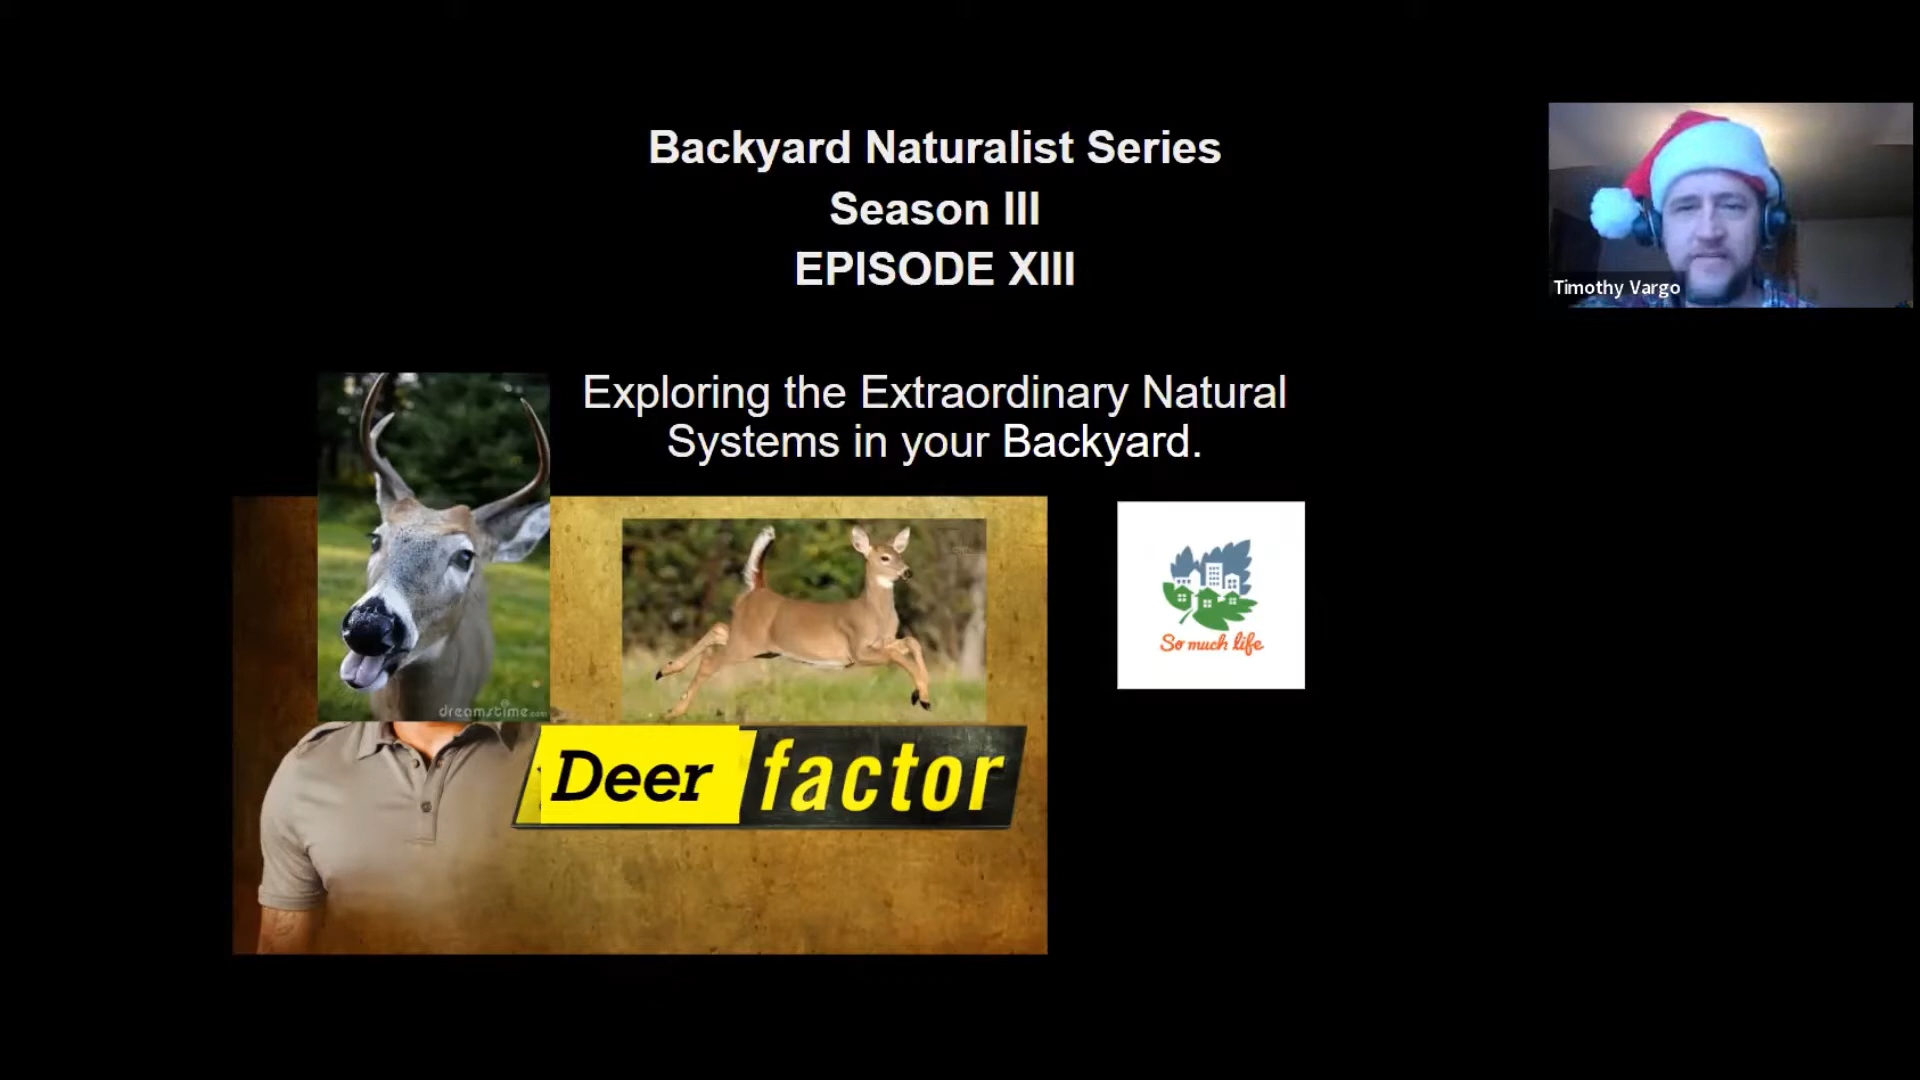 Backyard Naturalist Series
Season III
EPISODE XIII
Timothy Vargo
Exploring the Extraordinary Natural
Systems in your Backyard.
So much life
dreamstime.com
Deer factor